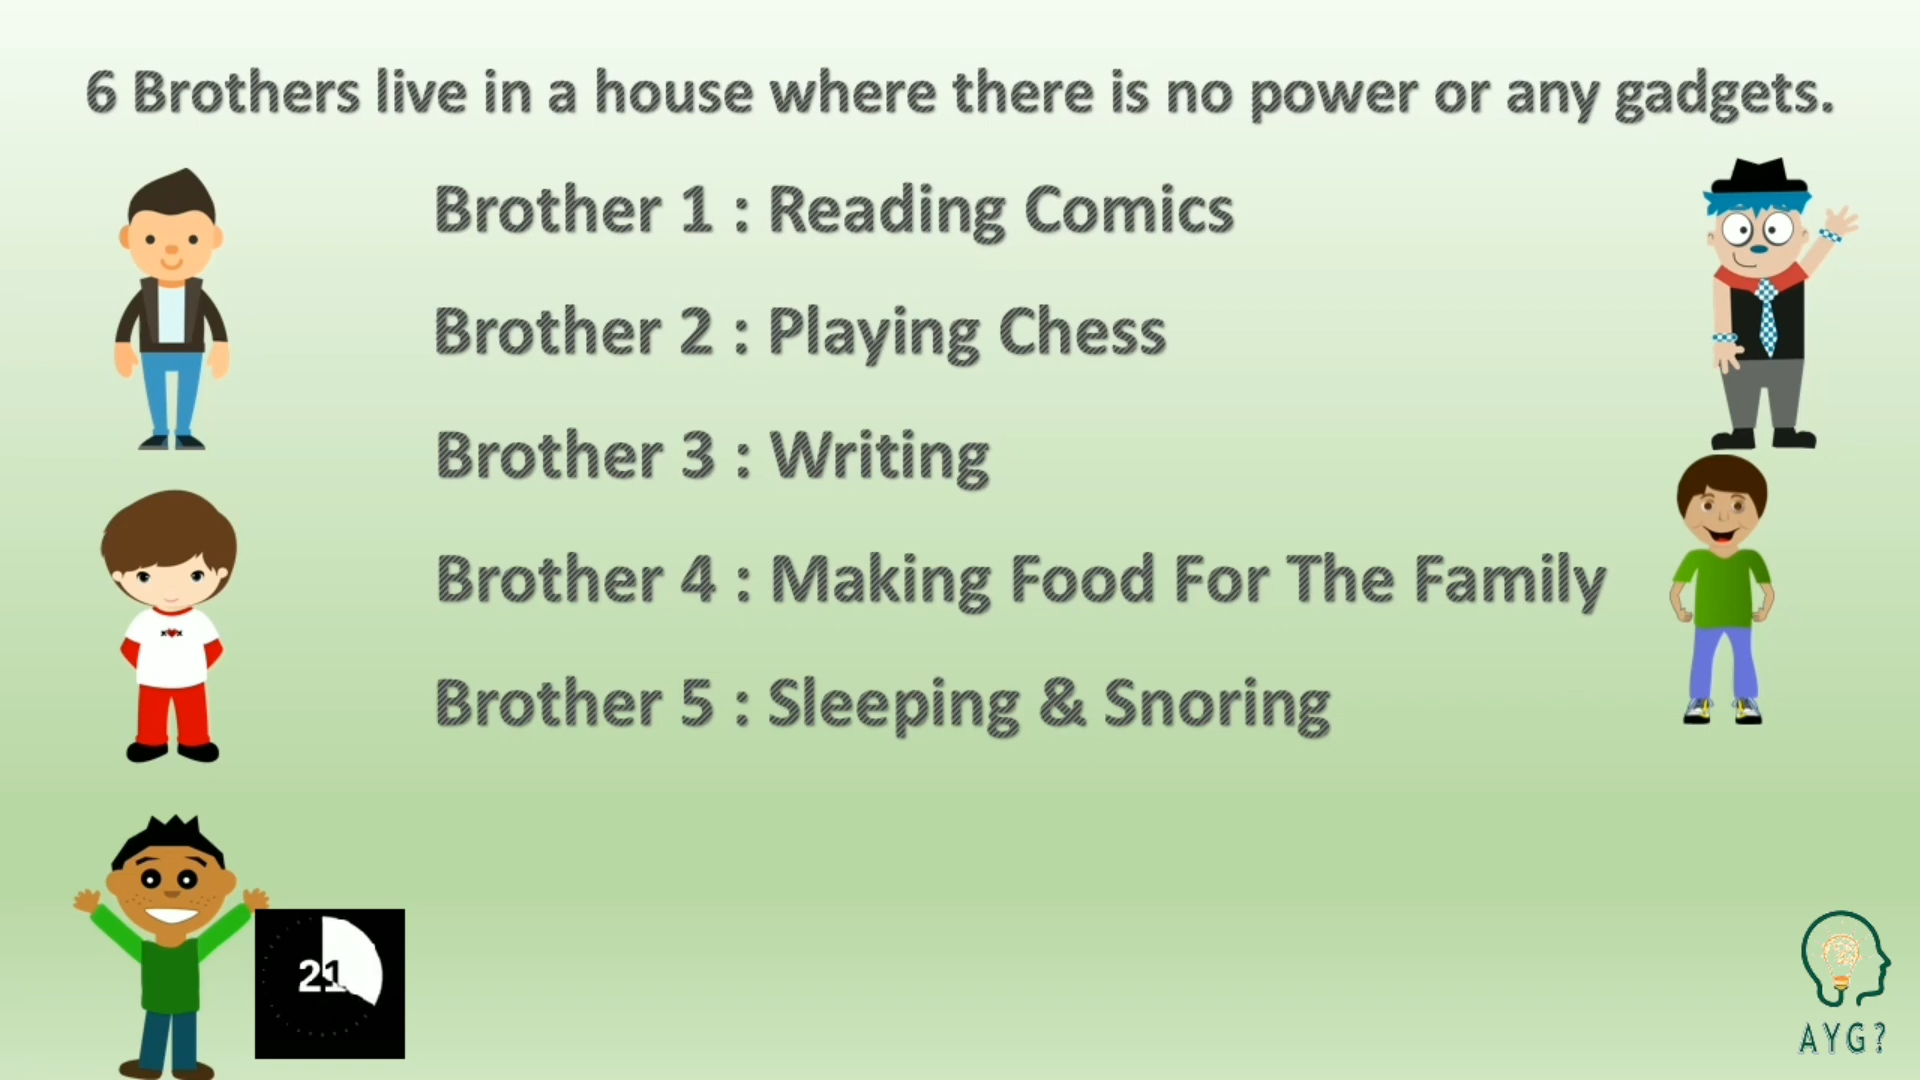 6 Brothers live in a house where there is no power or any gadgets.
Brother 1 : Reading Comics
Brother 2 : Playing Chess
Brother 3 : Writing
Brother 4 : Making Food For The Family
Brother 5 : Sleeping & Snoring
21
AYG?